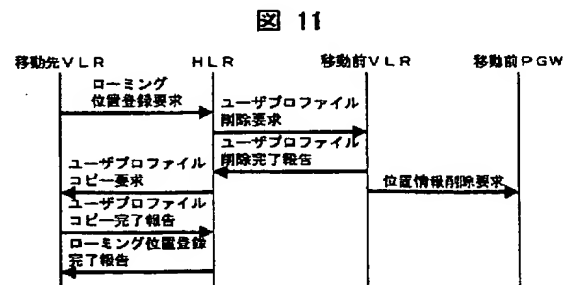 図 11
移動先VLR
HLR
移動前VLR
移動前PGW
ローミング
位置登録要求
ユーザプロファイル
削除要求
ユーザプロファイル
削除完了報告
ユーザプロファイル
コピー要求
位置情報削除要求
ユーザプロファイル
コピー完了報告
ローミング位置登録
完了報告